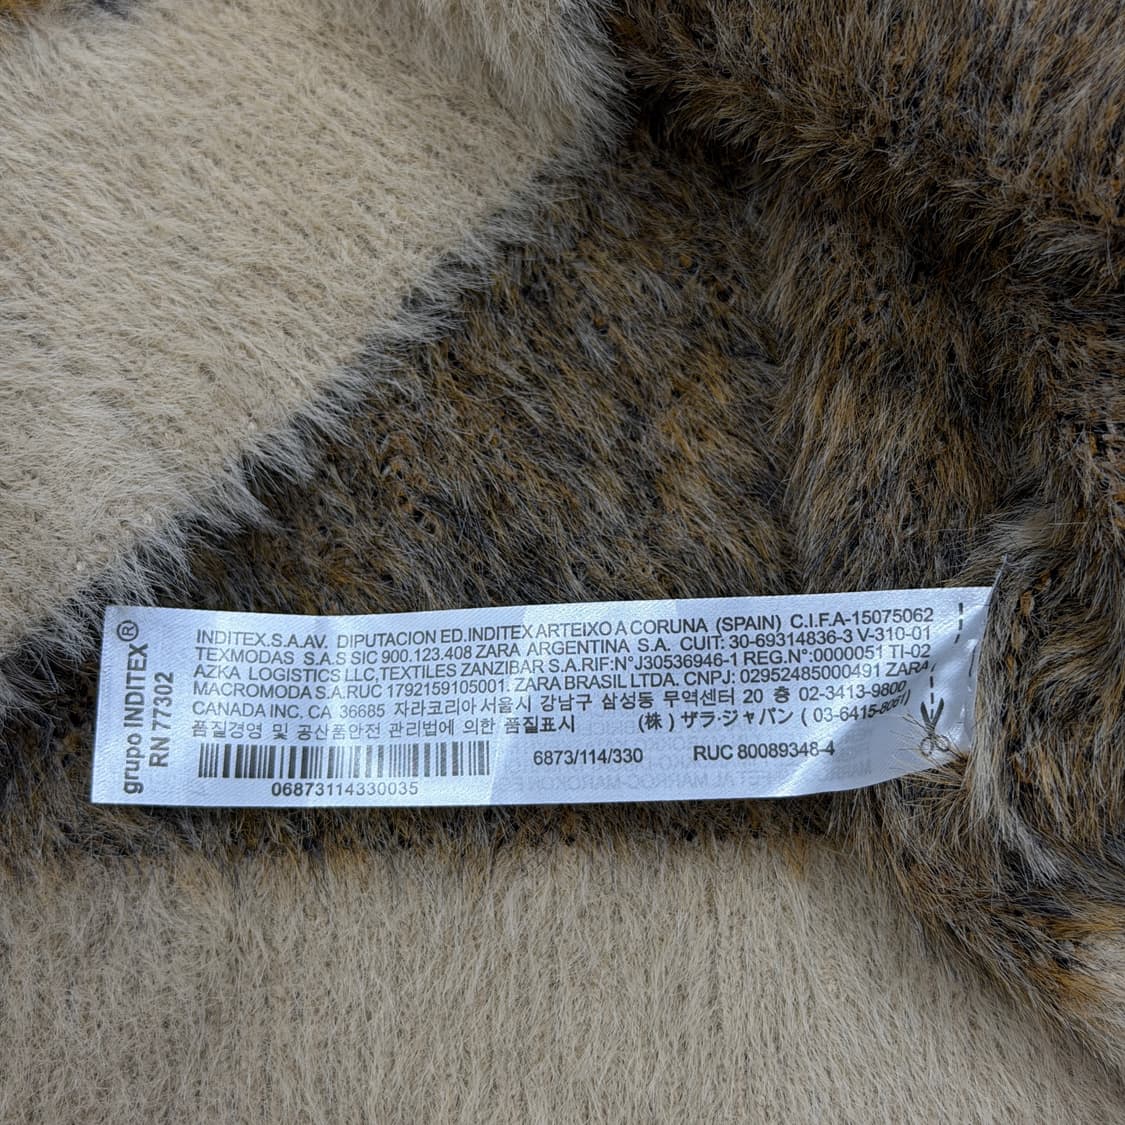 grupo INDITEX ®
RN 77302
INDITEX.S.A AV. DIPUTACION ED.INDITEX ARTEIXO A CORUNA (SPAIN) C.I.F.A-15075062
TEXMODAS S.A.S SIC 900.123.408 ZARA ARGENTINA S.A. CUIT: 30-69314836-3 V-310-01
AZKA LOGISTICS LLC,TEXTILES ZANZIBAR S.A.RIF:N°J30536946-1 REG.N°:0000051 TI-02
MACROMODA S.A.RUC 1792159105001. ZARA BRASIL LTDA. CNPJ: 02952485000491 ZARA
CANADA INC. CA 36685 자라코리아 서울시 강남구 삼성동 무역센터 20 층 02-3413-9800
품질경영 및 공산품안전 관리법에 의한 품질표시 (株) ザラ·ジャパン ( 03-6415-8061)
6873/114/330 RUC 80089348-4
06873114330035